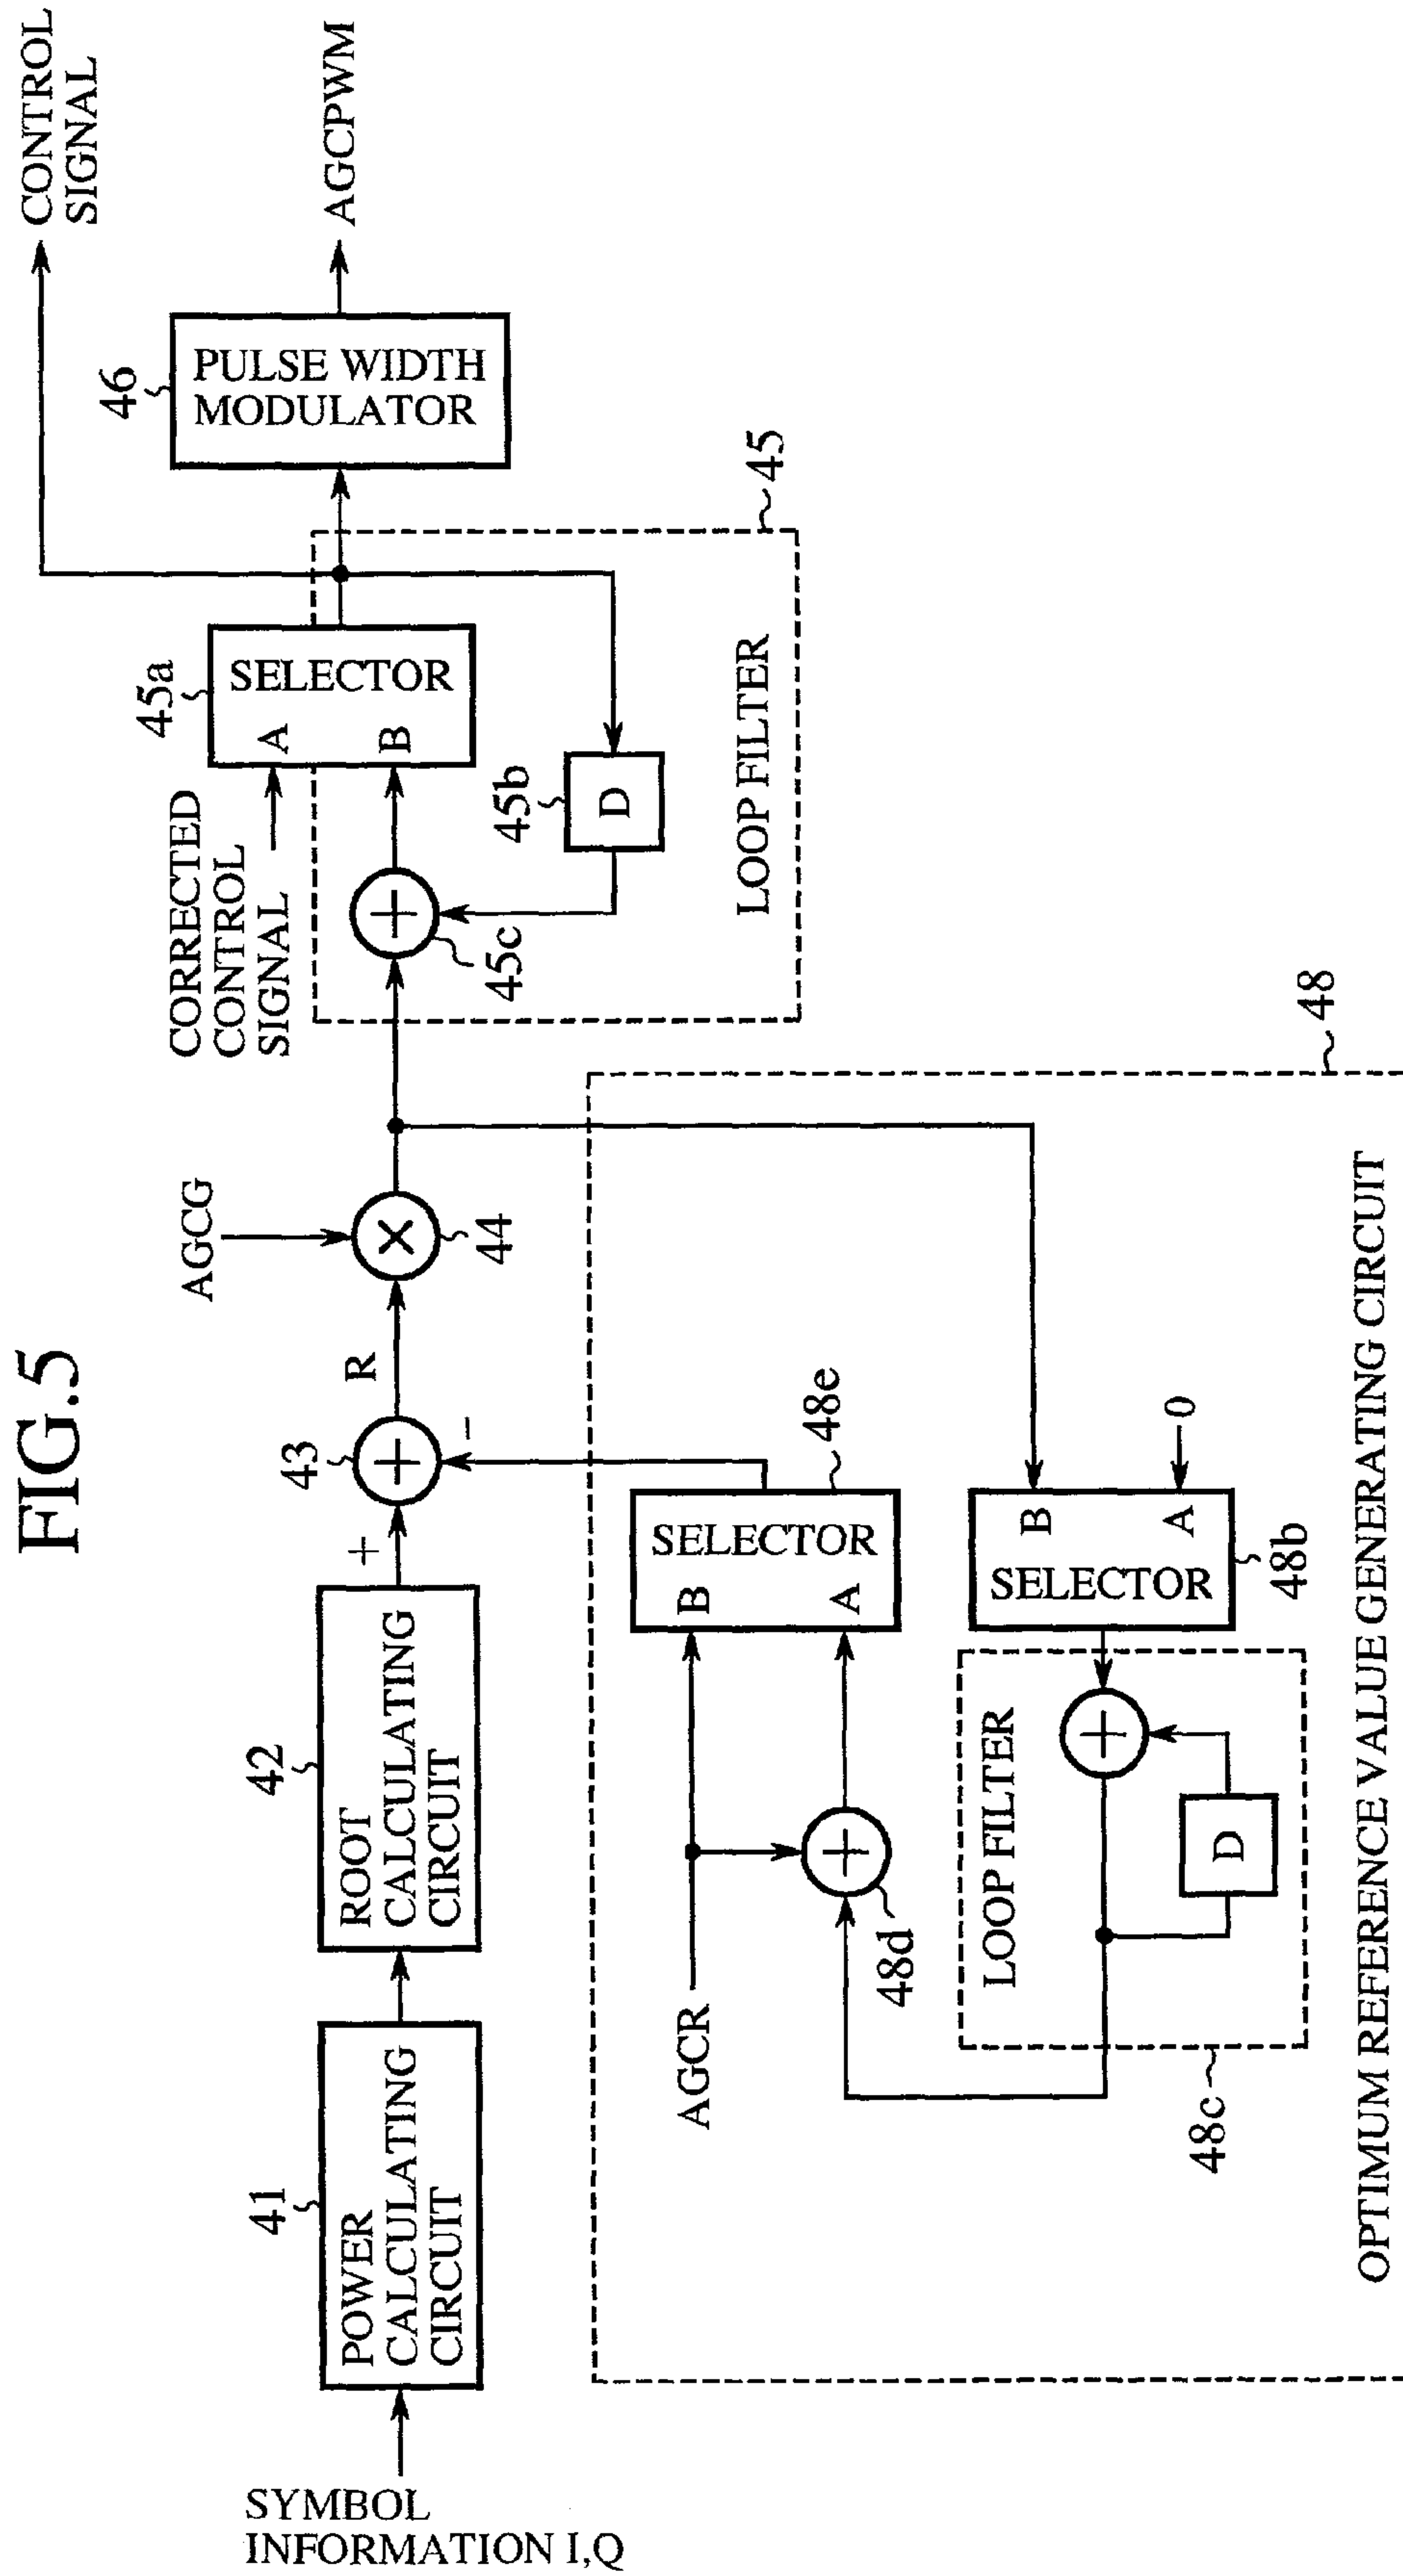 FIG.5
SYMBOL
INFORMATION I,Q
41
POWER
CALCULATING
CIRCUIT
42
ROOT
CALCULATING
CIRCUIT
+
43
+
−
R
AGCG
×
44
CORRECTED
CONTROL
SIGNAL
45a
A
B
SELECTOR
+
45c
45b
D
LOOP FILTER
45
46
PULSE WIDTH
MODULATOR
CONTROL
SIGNAL
AGCPWM
AGCR
+
48d
B
A
SELECTOR
48e
LOOP FILTER
+
D
48c
B
A
SELECTOR
48b
0
48
OPTIMUM REFERENCE VALUE GENERATING CIRCUIT